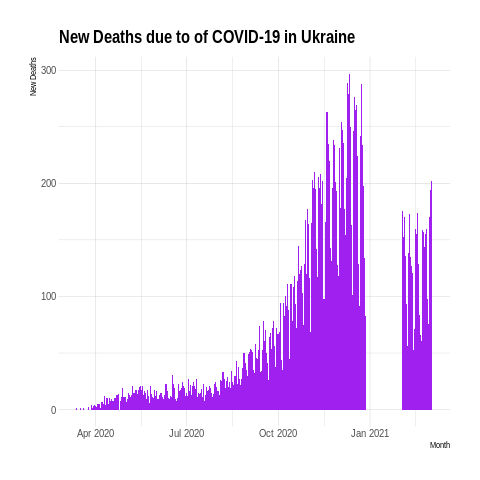 New Deaths due to of COVID-19 in Ukraine
New Deaths
300
200
100
0
Apr 2020 Jul 2020 Oct 2020 Jan 2021
Month